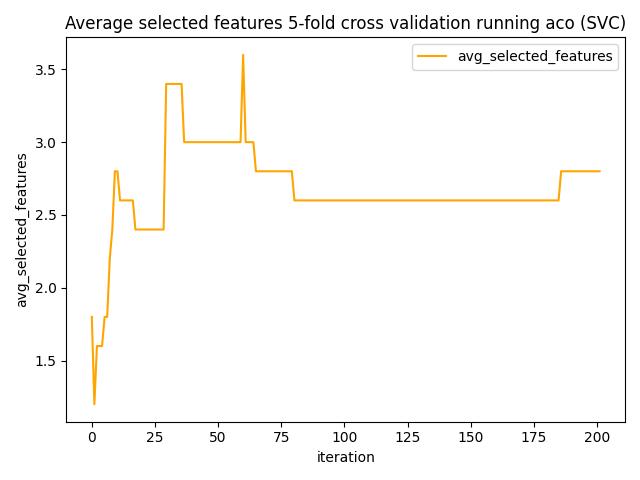 Average selected features 5-fold cross validation running aco (SVC)
avg_selected_features
avg_selected_features
3.5
3.0
2.5
2.0
1.5
0 25 50 75 100 125 150 175 200
iteration